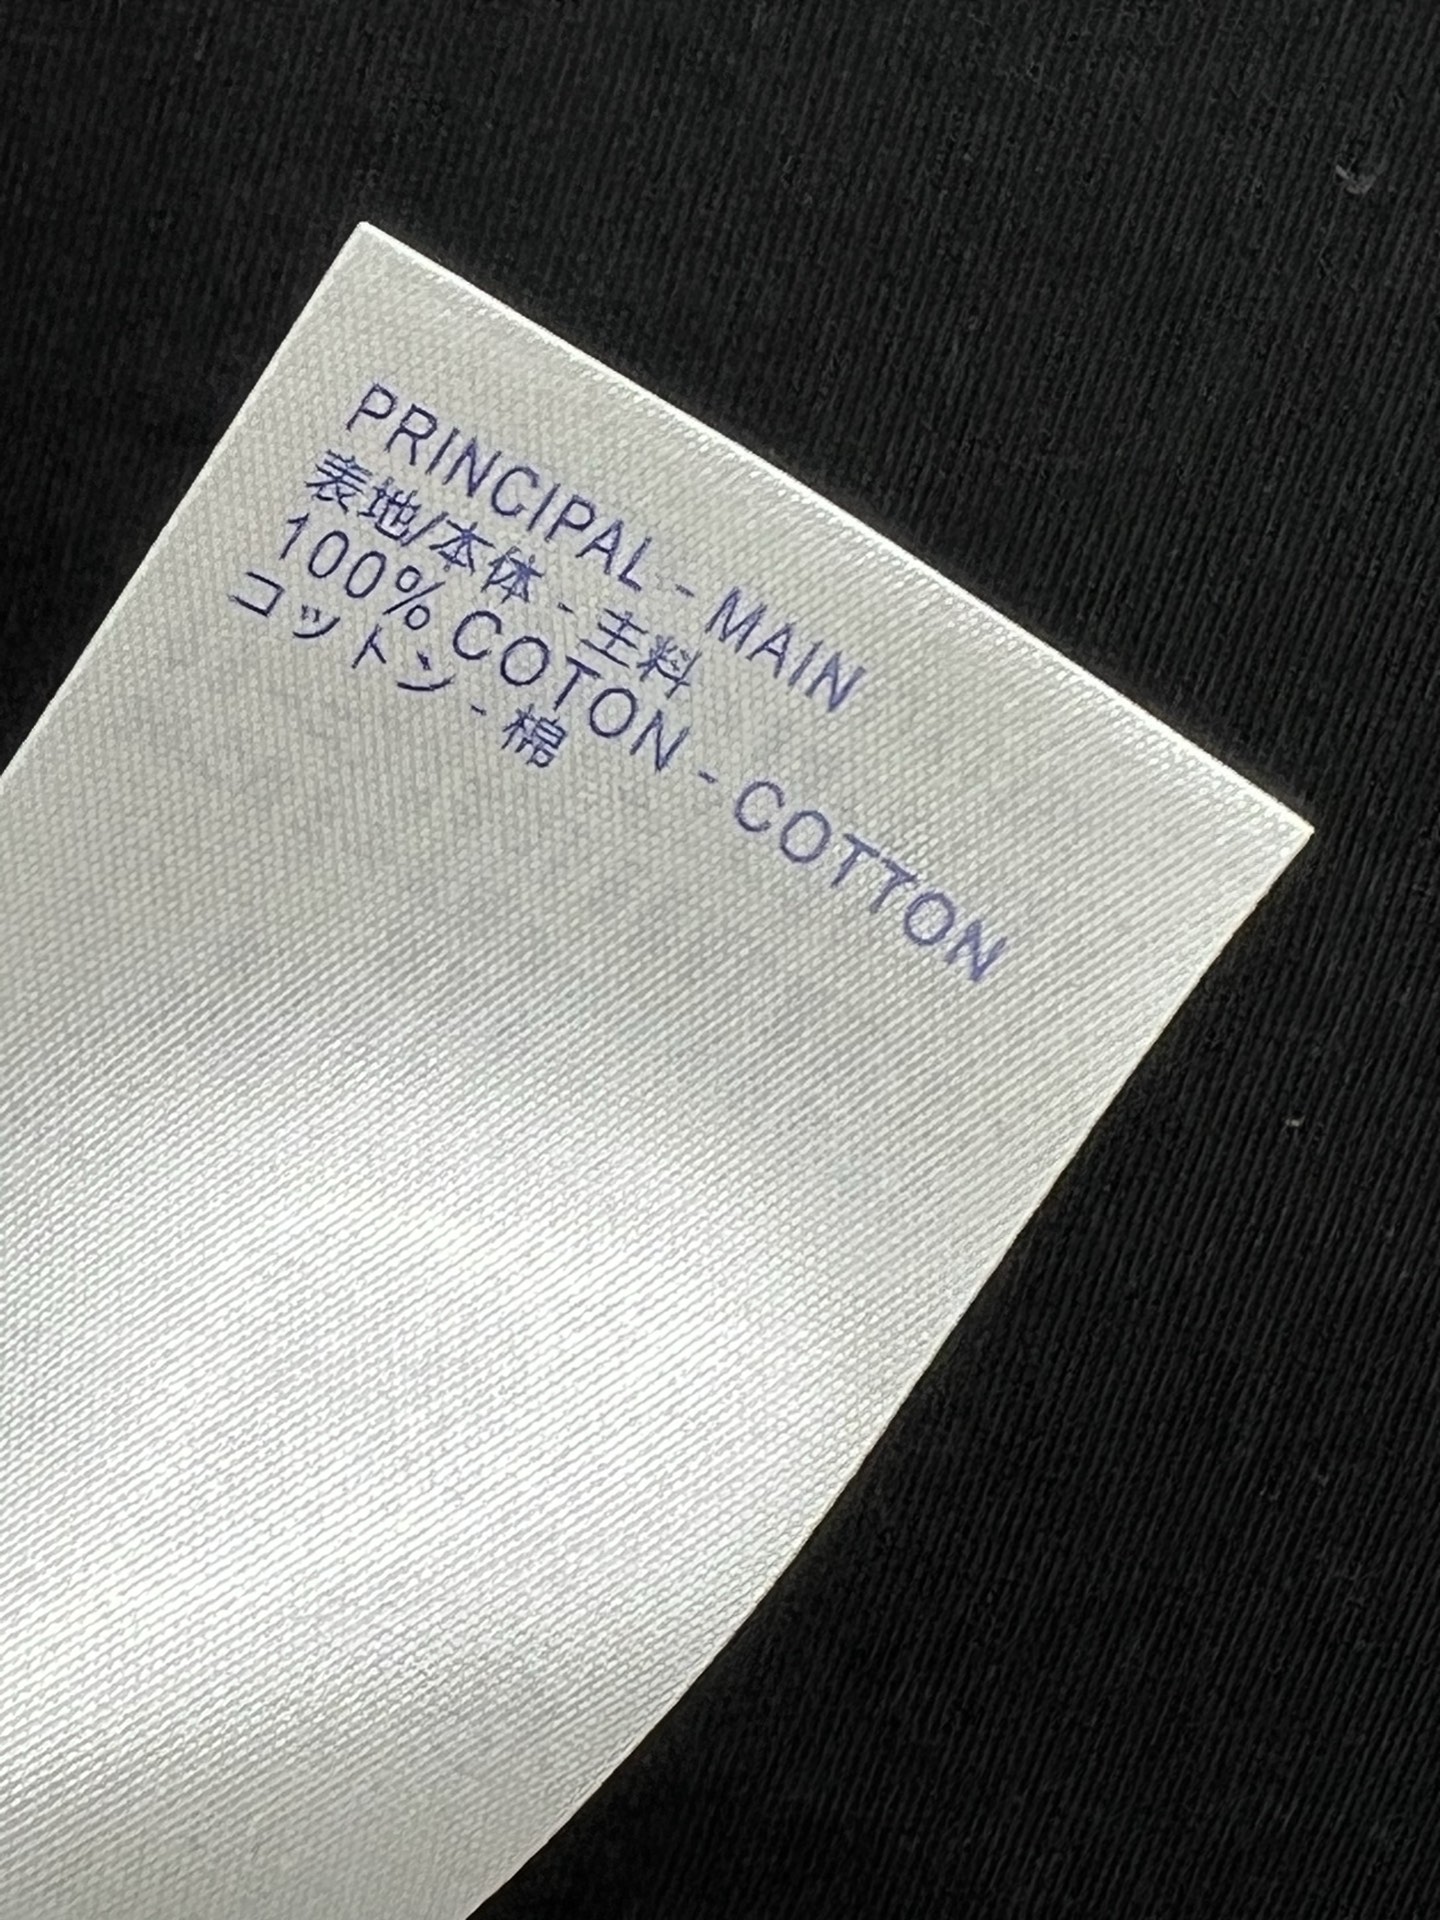 PRINCIPAL - MAIN
表地/本体 - 主料
100% COTON - COTTON
コットン - 棉